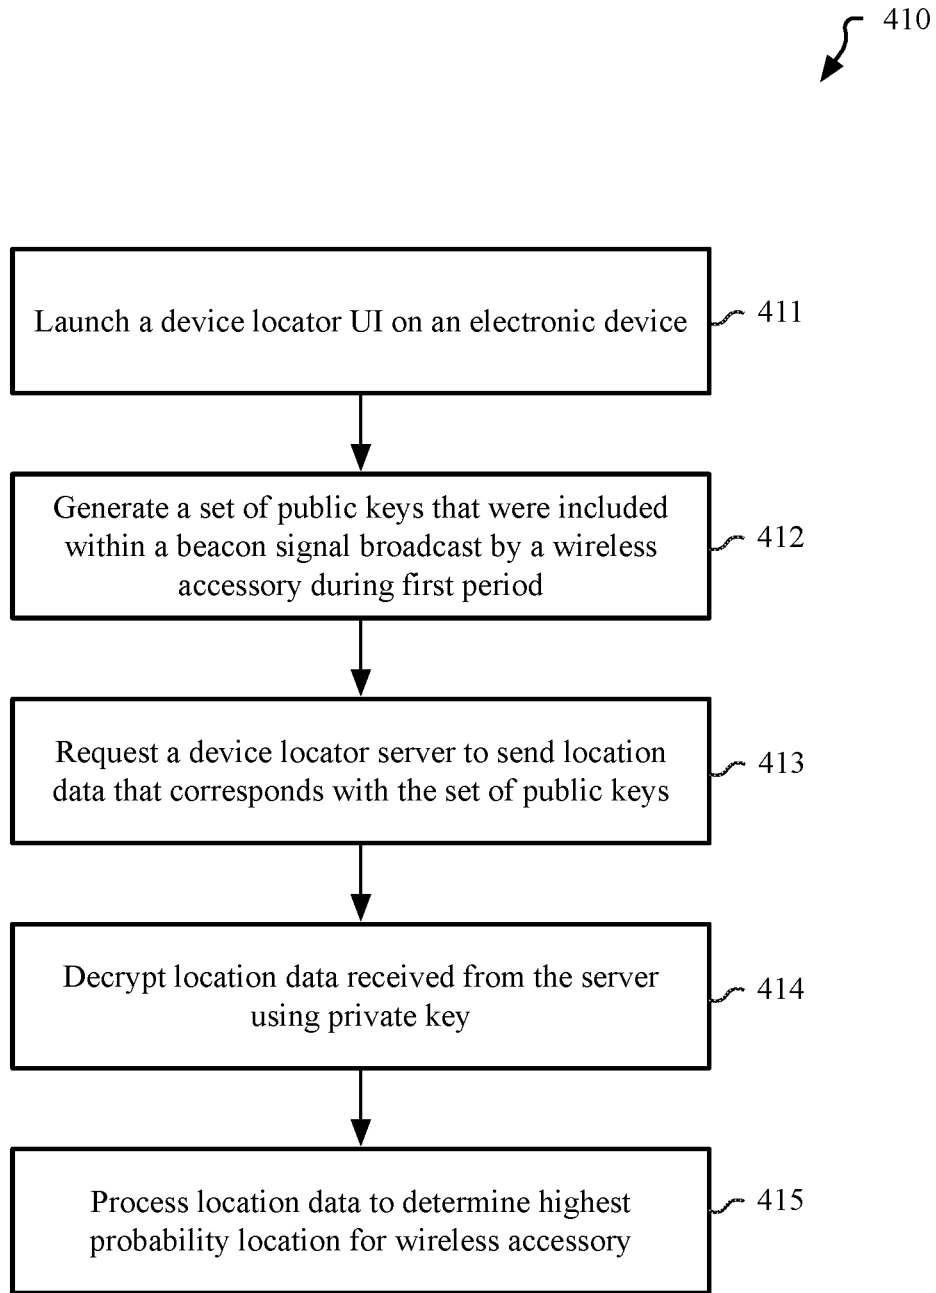 410
Launch a device locator UI on an electronic device
411
Generate a set of public keys that were included
within a beacon signal broadcast by a wireless
accessory during first period
412
Request a device locator server to send location
data that corresponds with the set of public keys
413
Decrypt location data received from the server
using private key
414
Process location data to determine highest
probability location for wireless accessory
415